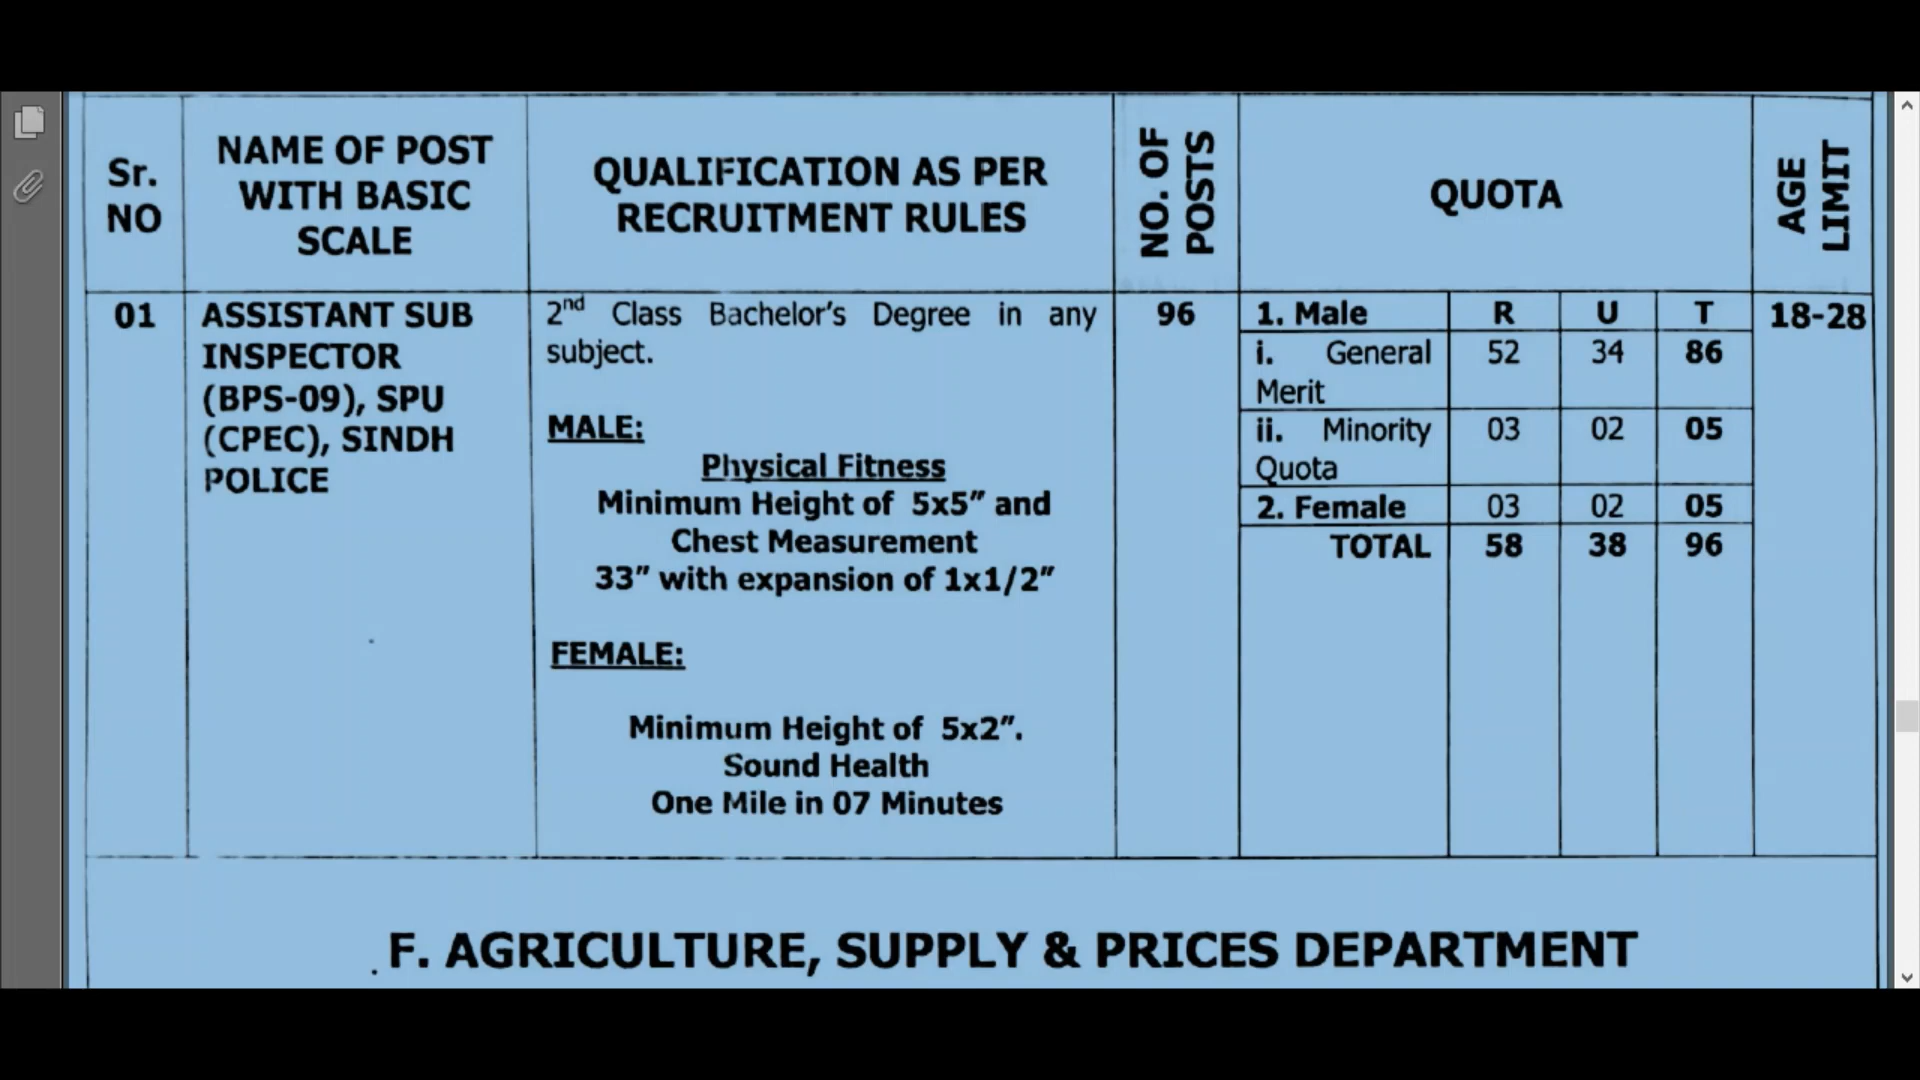 Sr.
NO
NAME OF POST
WITH BASIC
SCALE
QUALIFICATION AS PER
RECRUITMENT RULES
NO. OF
POSTS
QUOTA
AGE
LIMIT
01
ASSISTANT SUB
INSPECTOR
(BPS-09), SPU
(CPEC), SINDH
POLICE
2nd Class Bachelor's Degree in any
subject.
MALE:
Physical Fitness
Minimum Height of 5x5" and
Chest Measurement
33" with expansion of 1x1/2"
FEMALE:
Minimum Height of 5x2".
Sound Health
One Mile in 07 Minutes
96
1. Male R U T
i. General 52 34 86
Merit
ii. Minority 03 02 05
Quota
2. Female 03 02 05
TOTAL 58 38 96
18-28
F. AGRICULTURE, SUPPLY & PRICES DEPARTMENT